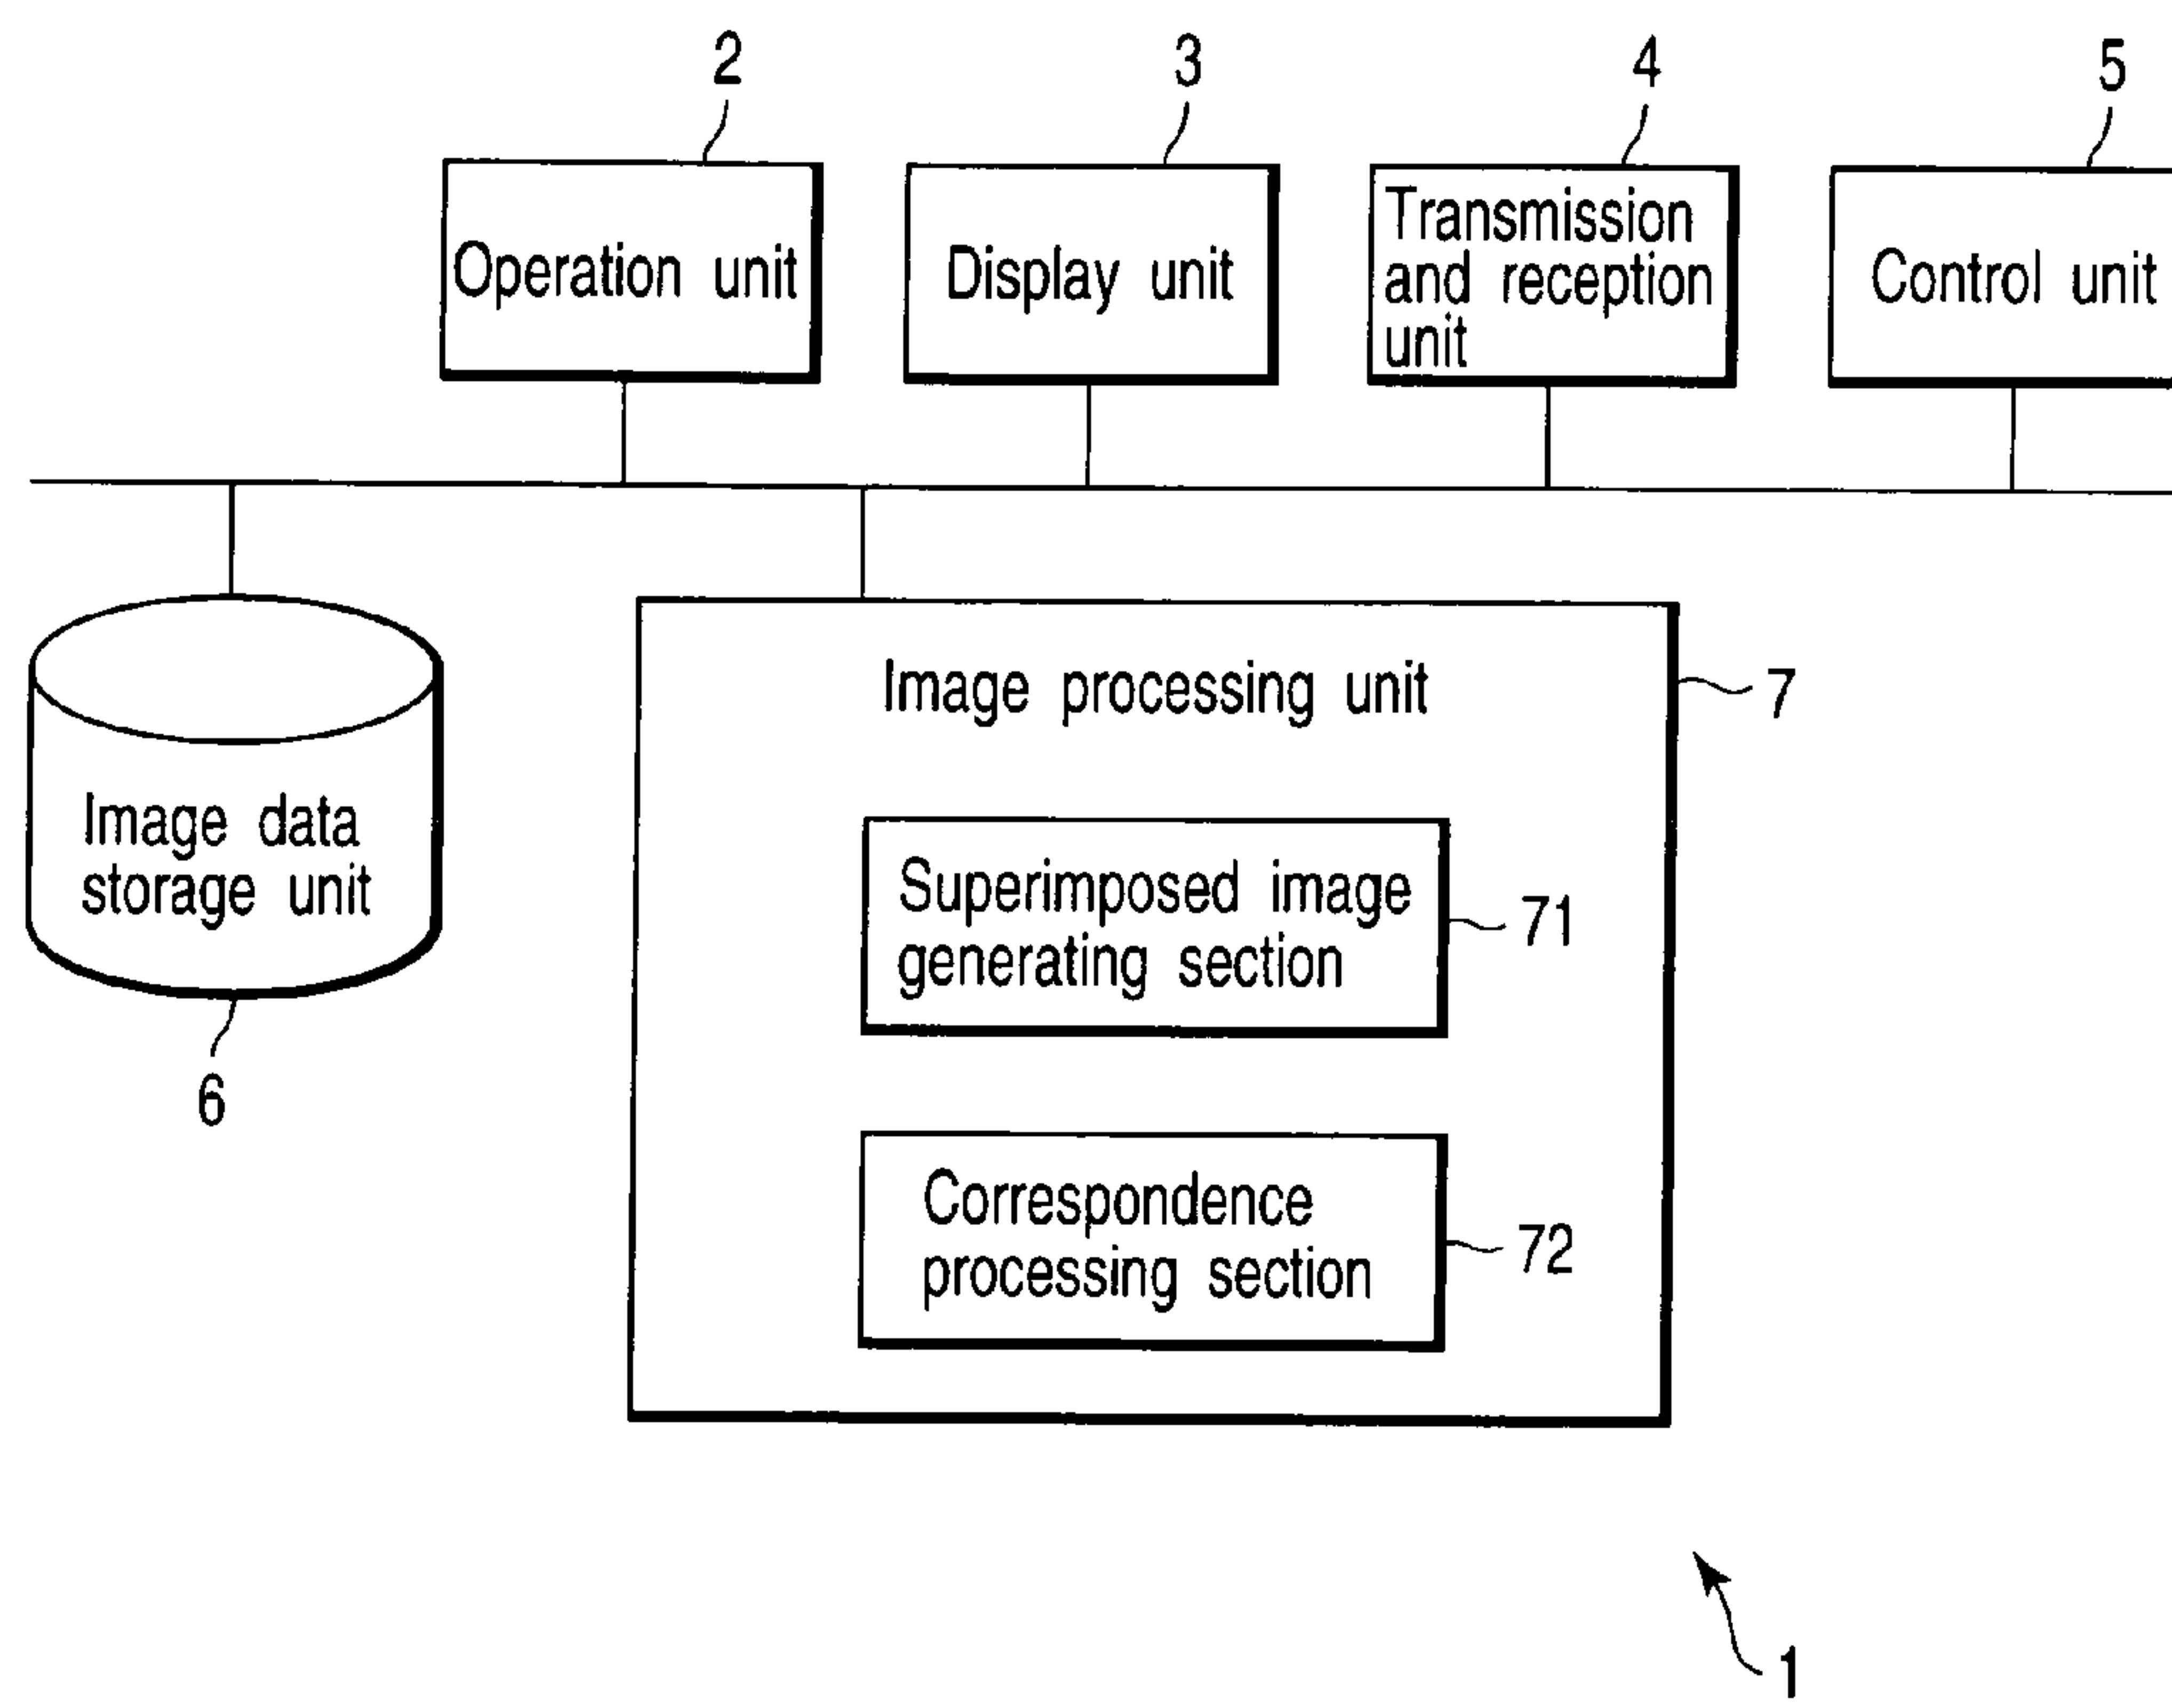 2
3
4
5
Operation unit
Display unit
Transmission
and reception
unit
Control unit
Image processing unit
7
Image data
storage unit
6
Superimposed image
generating section
71
Correspondence
processing section
72
1